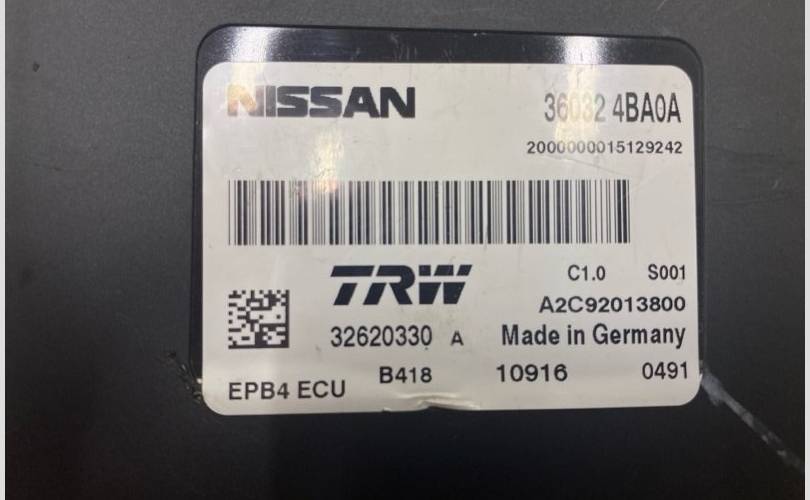 NISSAN 36032 4BA0A
2000000015129242
TRW C1.0 S001
A2C92013800
32620330 A Made in Germany
EPB4 ECU B418 10916 0491